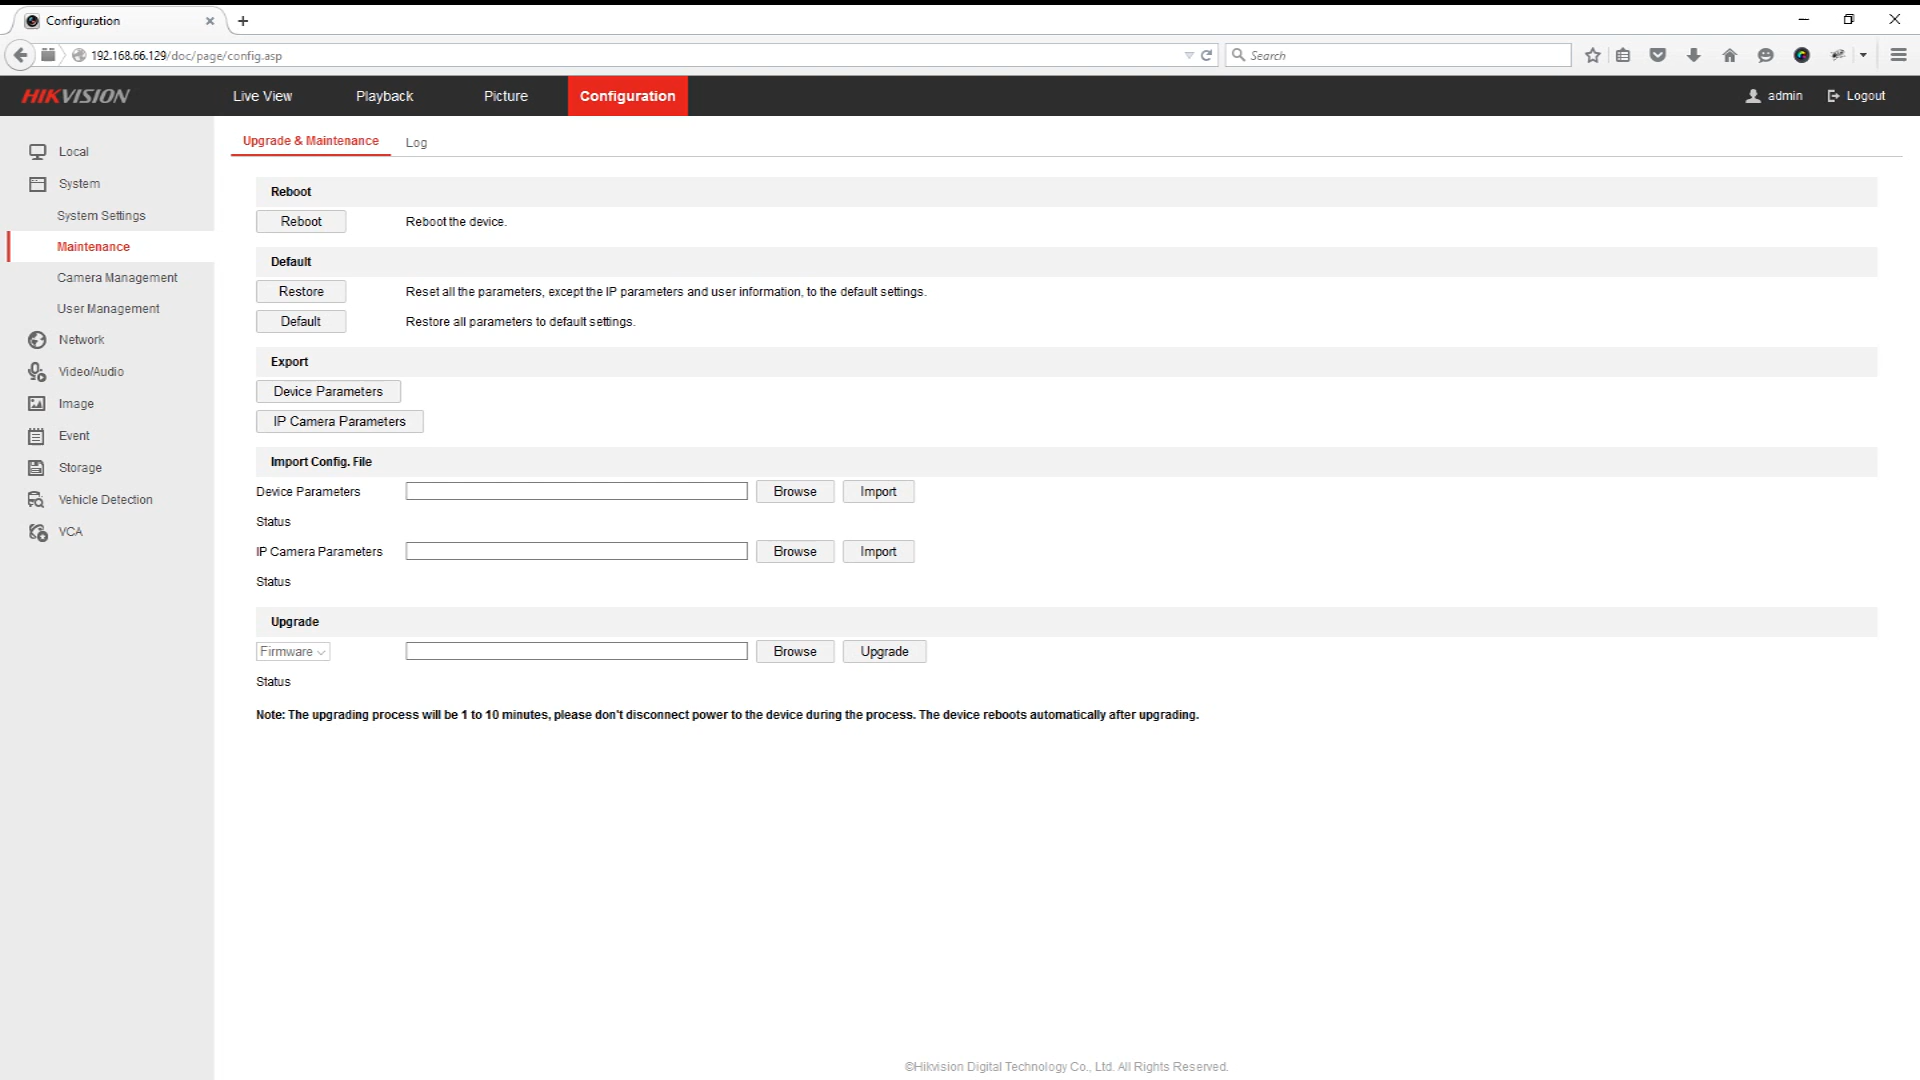 Configuration
192.168.66.129/doc/page/config.asp
Search
HIKVISION
Live View
Playback
Picture
Configuration
admin
Logout
Local
System
System Settings
Maintenance
Camera Management
User Management
Network
Video/Audio
Image
Event
Storage
Vehicle Detection
VCA
Upgrade & Maintenance
Log
Reboot
Reboot Reboot the device.
Default
Restore Reset all the parameters, except the IP parameters and user information, to the default settings.
Default Restore all parameters to default settings.
Export
Device Parameters
IP Camera Parameters
Import Config. File
Device Parameters Browse Import
Status
IP Camera Parameters Browse Import
Status
Upgrade
Firmware Browse Upgrade
Status
Note: The upgrading process will be 1 to 10 minutes, please don't disconnect power to the device during the process. The device reboots automatically after upgrading.
©Hikvision Digital Technology Co., Ltd. All Rights Reserved.